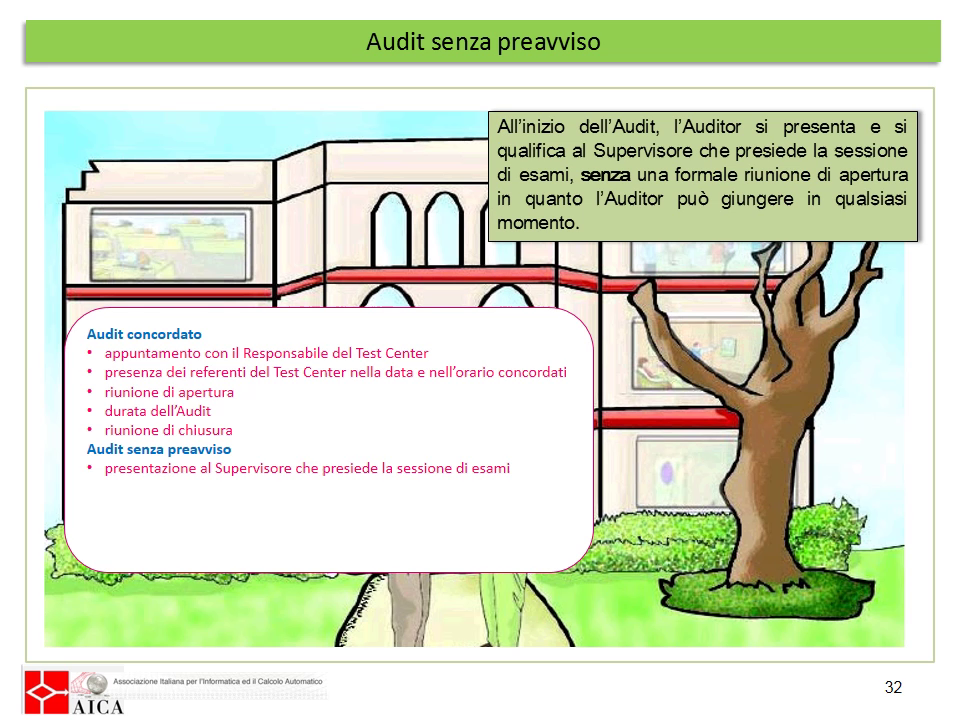 Audit senza preavviso
All’inizio dell’Audit, l’Auditor si presenta e si
qualifica al Supervisore che presiede la sessione
di esami, senza una formale riunione di apertura
in quanto l’Auditor può giungere in qualsiasi
momento.
Audit concordato
• appuntamento con il Responsabile del Test Center
• presenza dei referenti del Test Center nella data e nell’orario concordati
• riunione di apertura
• durata dell’Audit
• riunione di chiusura
Audit senza preavviso
• presentazione al Supervisore che presiede la sessione di esami
Associazione Italiana per l’Informatica ed il Calcolo Automatico
AICA
32